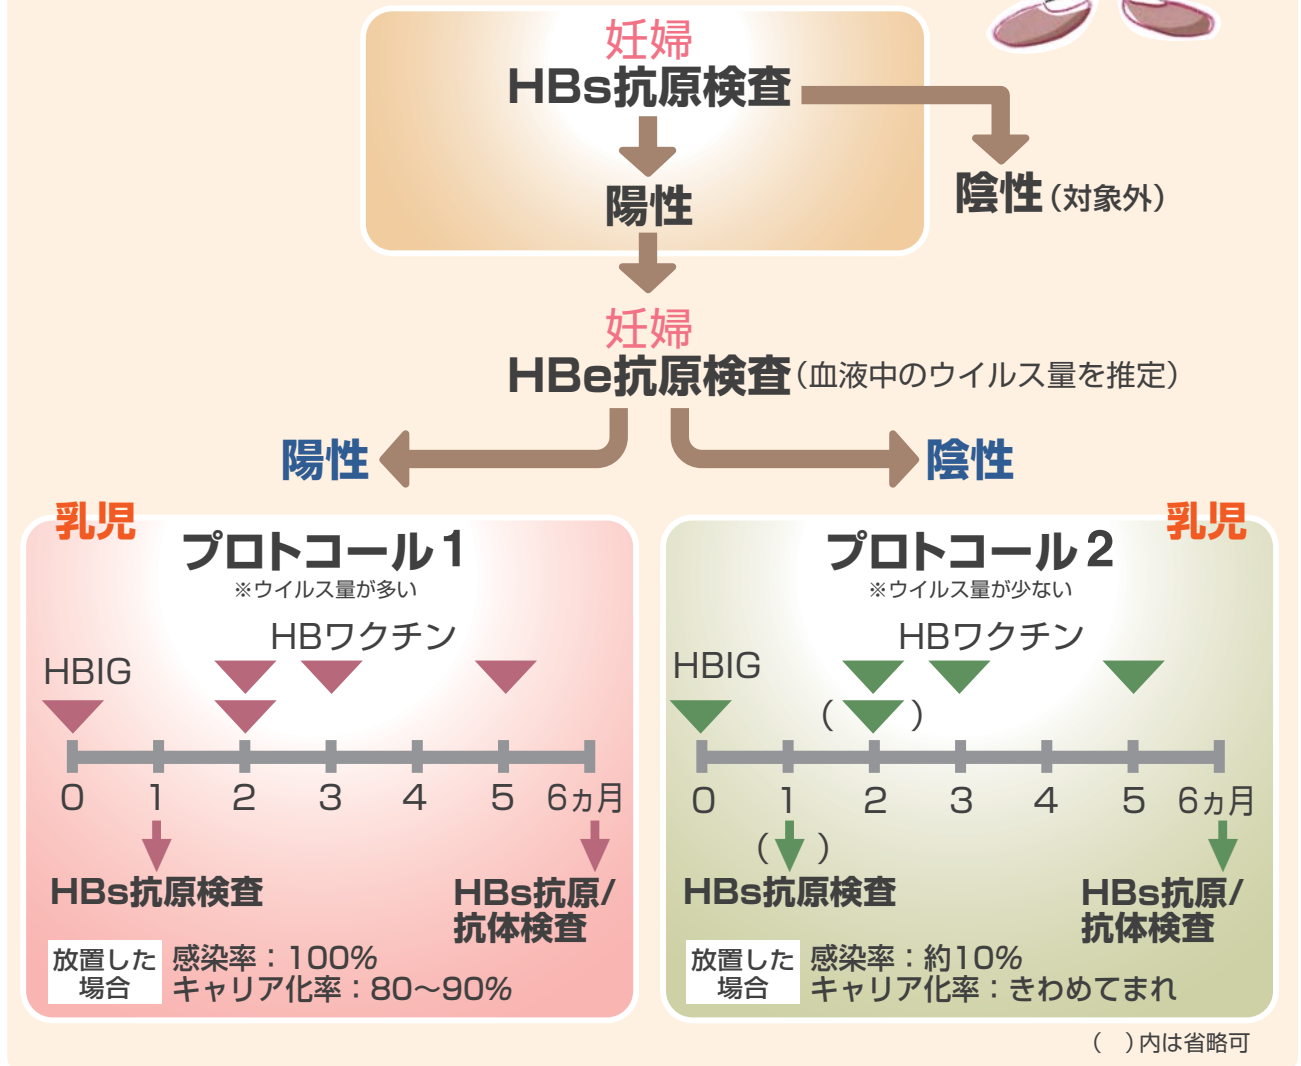 妊婦
HBs抗原検査
陽性
陰性（対象外）
妊婦
HBe抗原検査（血液中のウイルス量を推定）
陽性
陰性
乳児
プロトコール1
※ウイルス量が多い
HBワクチン
HBIG
0 1 2 3 4 5 6ヵ月
HBs抗原検査
HBs抗原/
抗体検査
放置した
場合
感染率：100%
キャリア化率：80〜90%
乳児
プロトコール2
※ウイルス量が少ない
HBワクチン
HBIG
（ ）
0 1 2 3 4 5 6ヵ月
（ ）
HBs抗原検査
HBs抗原/
抗体検査
放置した
場合
感染率：約10%
キャリア化率：きわめてまれ
（ ）内は省略可